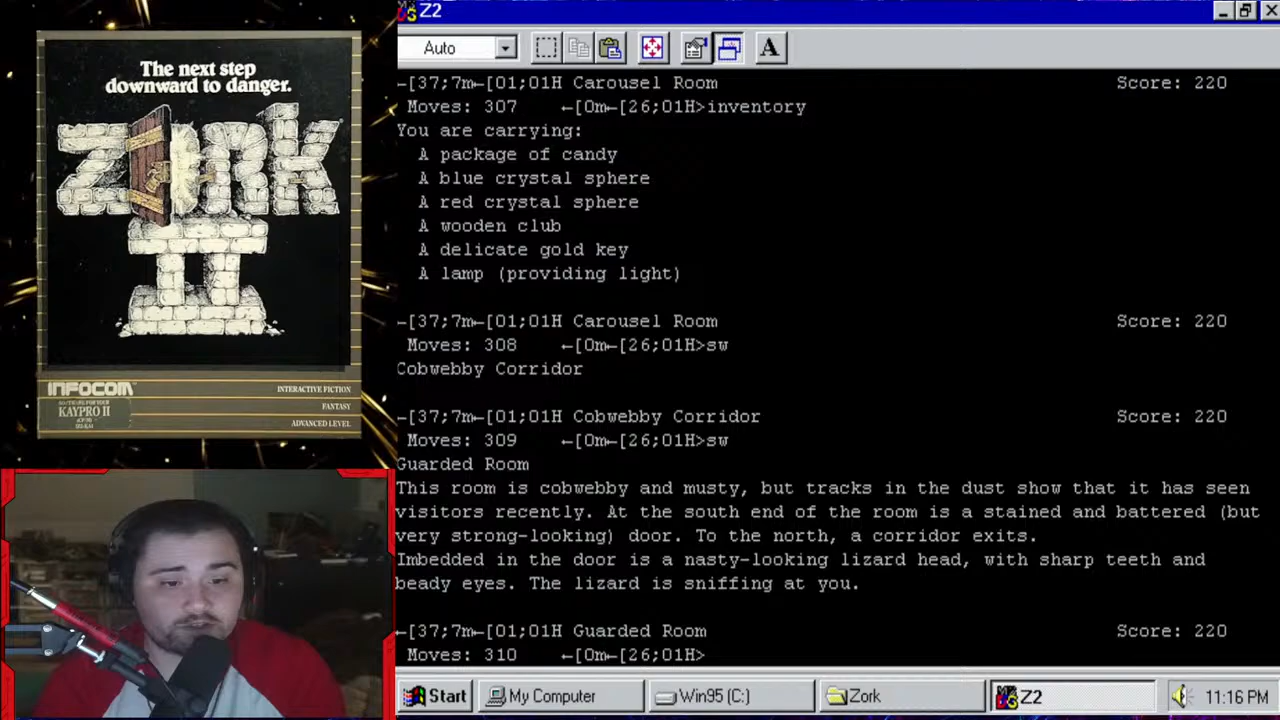 The next step
downward to danger.
ZORK
II
INFOCOM
INTERACTIVE FICTION
SOFTWARE FOR YOUR
KAYPRO II
FANTASY
ADVANCED LEVEL
Z2
Auto
A
←[37;7m←[01;01H Carousel Room Score: 220
Moves: 307 ←[0m←[26;01H>inventory
You are carrying:
A package of candy
A blue crystal sphere
A red crystal sphere
A wooden club
A delicate gold key
A lamp (providing light)
←[37;7m←[01;01H Carousel Room Score: 220
Moves: 308 ←[0m←[26;01H>sw
Cobwebby Corridor
←[37;7m←[01;01H Cobwebby Corridor Score: 220
Moves: 309 ←[0m←[26;01H>sw
Guarded Room
This room is cobwebby and musty, but tracks in the dust show that it has seen
visitors recently. At the south end of the room is a stained and battered (but
very strong-looking) door. To the north, a corridor exits.
Imbedded in the door is a nasty-looking lizard head, with sharp teeth and
beady eyes. The lizard is sniffing at you.
←[37;7m←[01;01H Guarded Room Score: 220
Moves: 310 ←[0m←[26;01H>
Start My Computer Win95 (C:) Zork Z2 11:16 PM